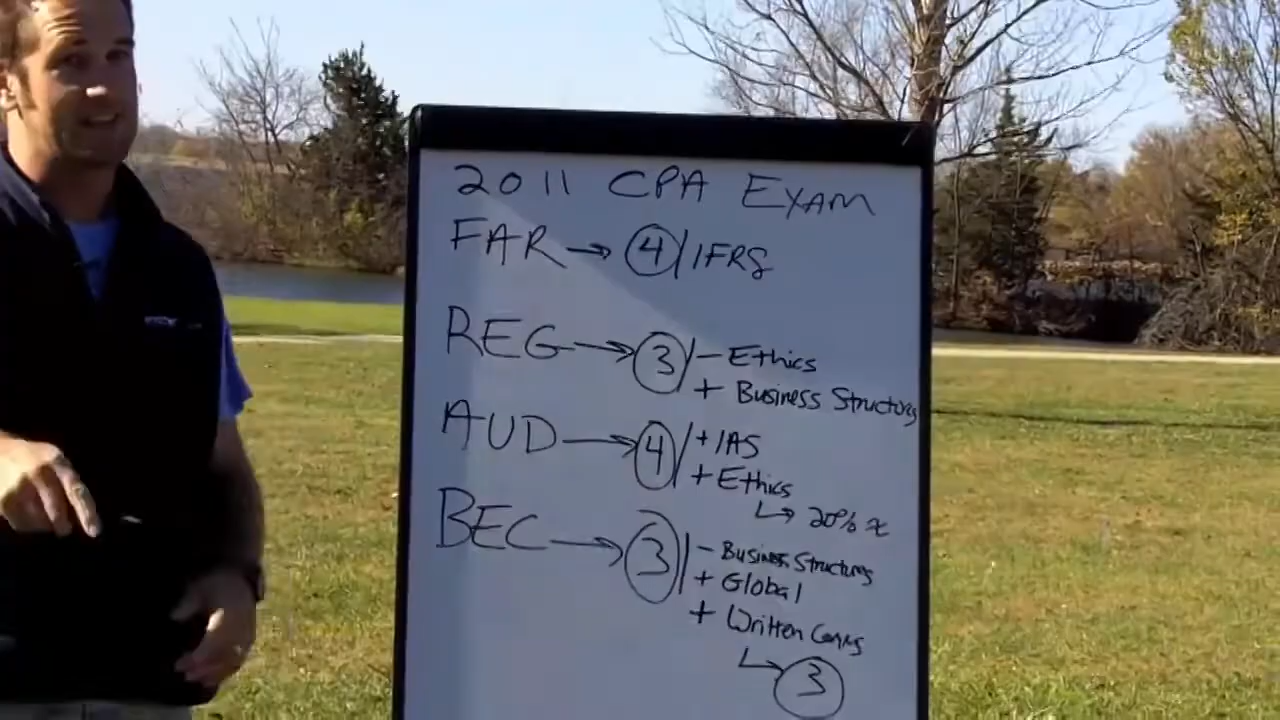 2011 CPA EXAM
FAR → 4/IFRS
REG → 3/ - Ethics
+ Business Structures
AUD → 4/ + IAS
+ Ethics
↳ 20% ≈
BEC → 3/ - Business Structures
+ Global
+ Written Comms
↳ 3